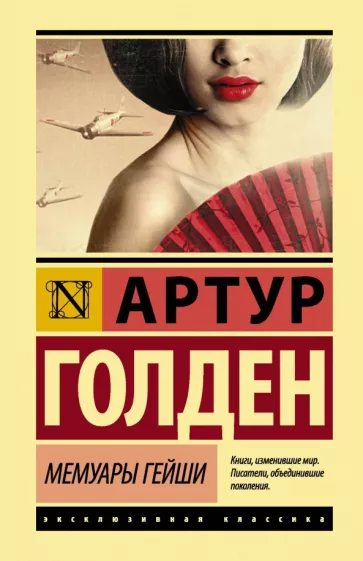 N
АРТУР
ГОЛДЕН
МЕМУАРЫ ГЕЙШИ
Книги, изменившие мир.
Писатели, объединившие
поколения.
эксклюзивная классика